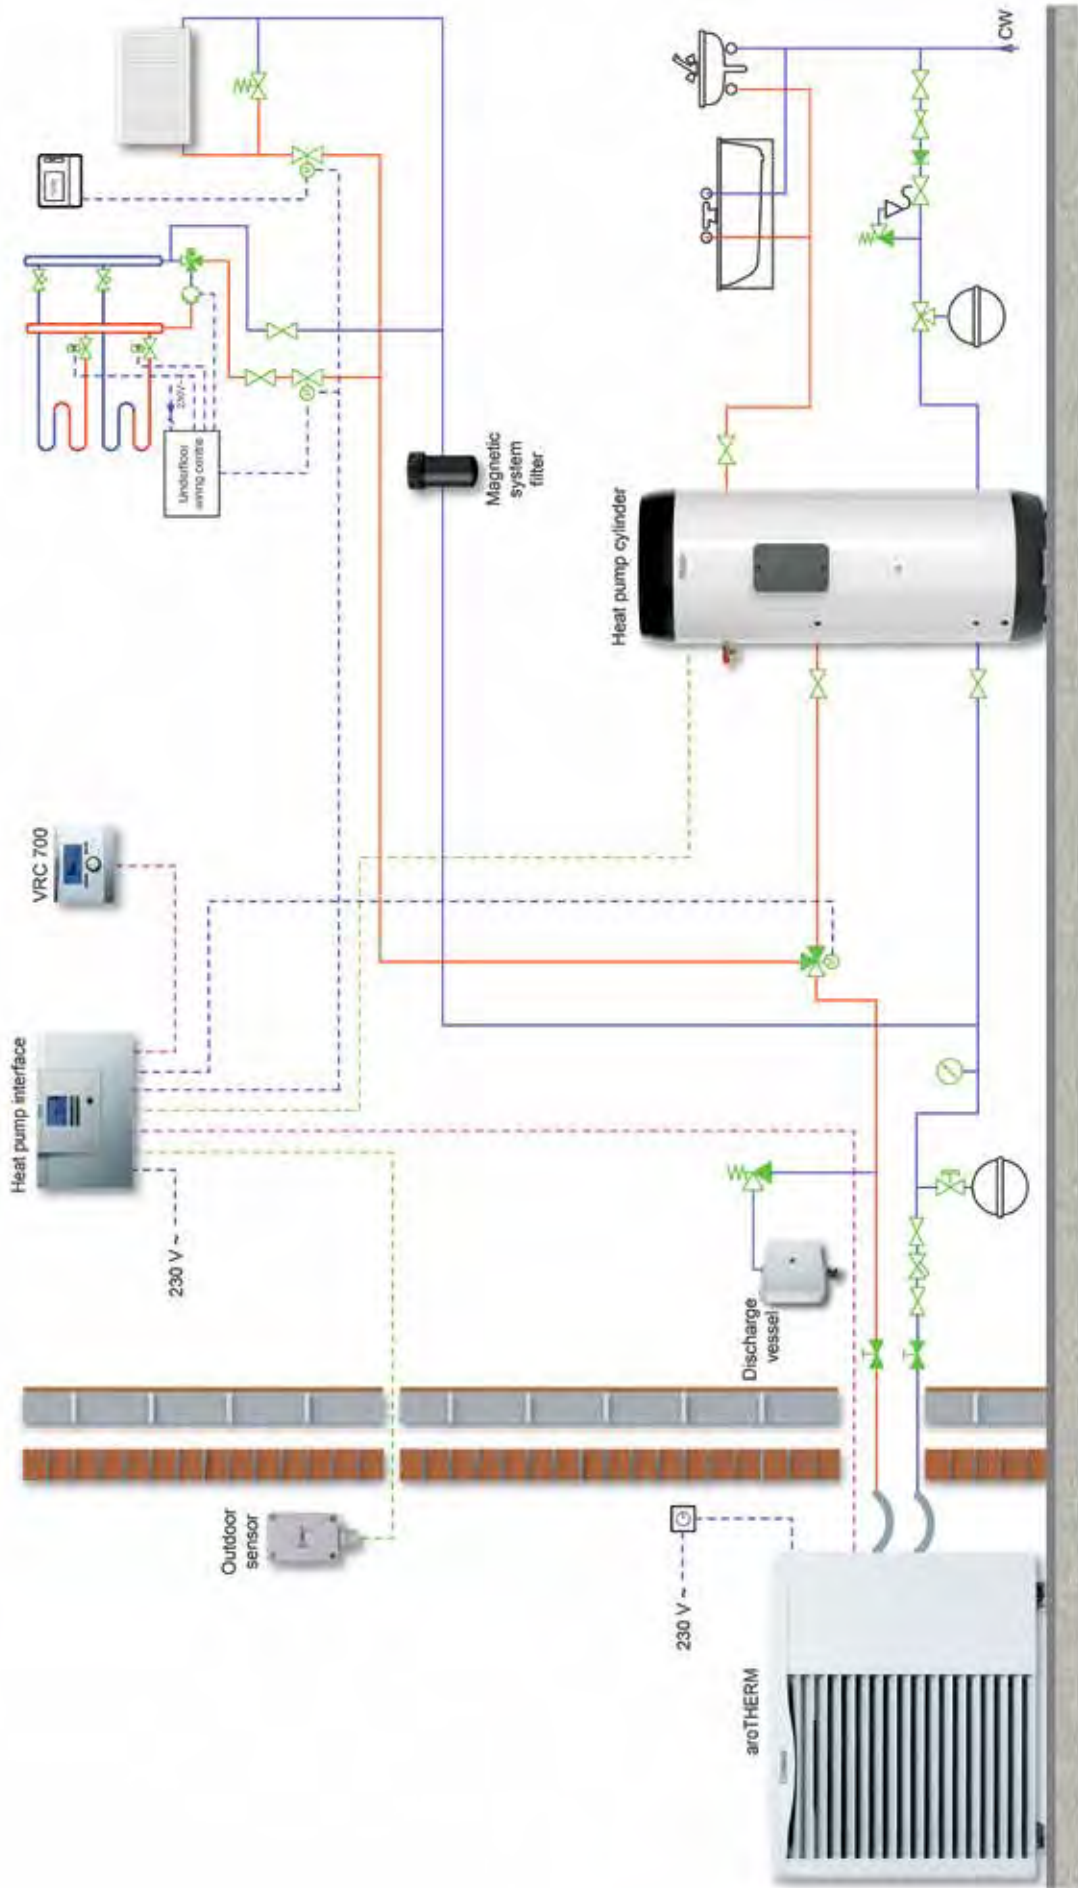 Heat pump interface
VRC 700
230 V ~
Outdoor
sensor
Underfloor
wiring centre
230V~
Magnetic
system
filter
Heat pump cylinder
Discharge
vessel
230 V ~
aroTHERM
CW